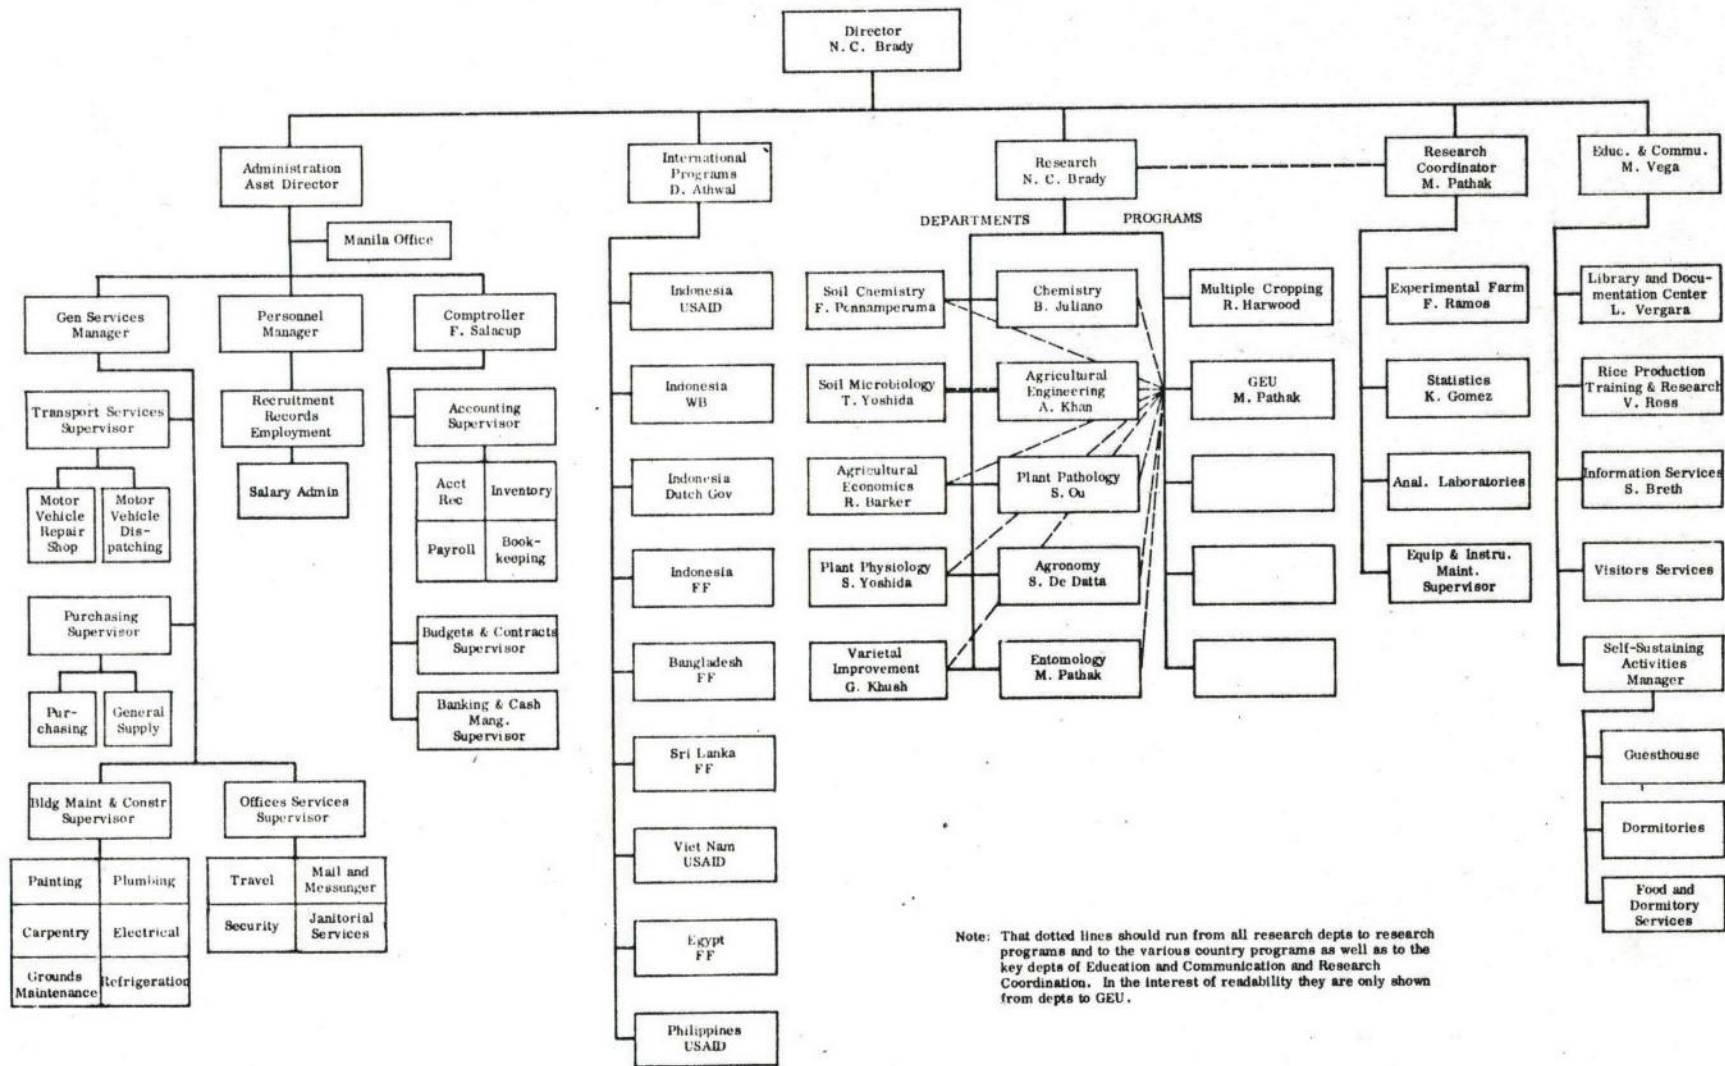 Director
N. C. Brady
Administration
Asst Director
International
Programs
D. Athwal
Research
N. C. Brady
Research
Coordinator
M. Pathak
Educ. & Commu.
M. Vega
Manila Office
DEPARTMENTS
PROGRAMS
Gen Services
Manager
Personnel
Manager
Comptroller
F. Salacup
Transport Services
Supervisor
Motor
Vehicle
Repair
Shop
Motor
Vehicle
Dis-
patching
Purchasing
Supervisor
Pur-
chasing
General
Supply
Bldg Maint & Constr
Supervisor
Painting
Plumbing
Carpentry
Electrical
Grounds
Maintenance
Refrigeration
Offices Services
Supervisor
Travel
Mail and
Messenger
Security
Janitorial
Services
Recruitment
Records
Employment
Salary Admin
Accounting
Supervisor
Acct
Rec
Inventory
Payroll
Book-
keeping
Budgets & Contracts
Supervisor
Banking & Cash
Mang.
Supervisor
Indonesia
USAID
Indonesia
WB
Indonesia
Dutch Gov
Indonesia
FF
Bangladesh
FF
Sri Lanka
FF
Viet Nam
USAID
Egypt
FF
Philippines
USAID
Soil Chemistry
F. Ponnamperuma
Chemistry
B. Juliano
Multiple Cropping
R. Harwood
Soil Microbiology
T. Yoshida
Agricultural
Engineering
A. Khan
GEU
M. Pathak
Agricultural
Economics
R. Barker
Plant Pathology
S. Ou
Plant Physiology
S. Yoshida
Agronomy
S. De Datta
Varietal
Improvement
G. Khush
Entomology
M. Pathak
Experimental Farm
F. Ramos
Statistics
K. Gomez
Anal. Laboratories
Equip & Instru.
Maint.
Supervisor
Library and Docu-
mentation Center
L. Vergara
Rice Production
Training & Research
V. Ross
Information Services
S. Breth
Visitors Services
Self-Sustaining
Activities
Manager
Guesthouse
Dormitories
Food and
Dormitory
Services
Note: That dotted lines should run from all research depts to research
programs and to the various country programs as well as to the
key depts of Education and Communication and Research
Coordination. In the interest of readability they are only shown
from depts to GEU.